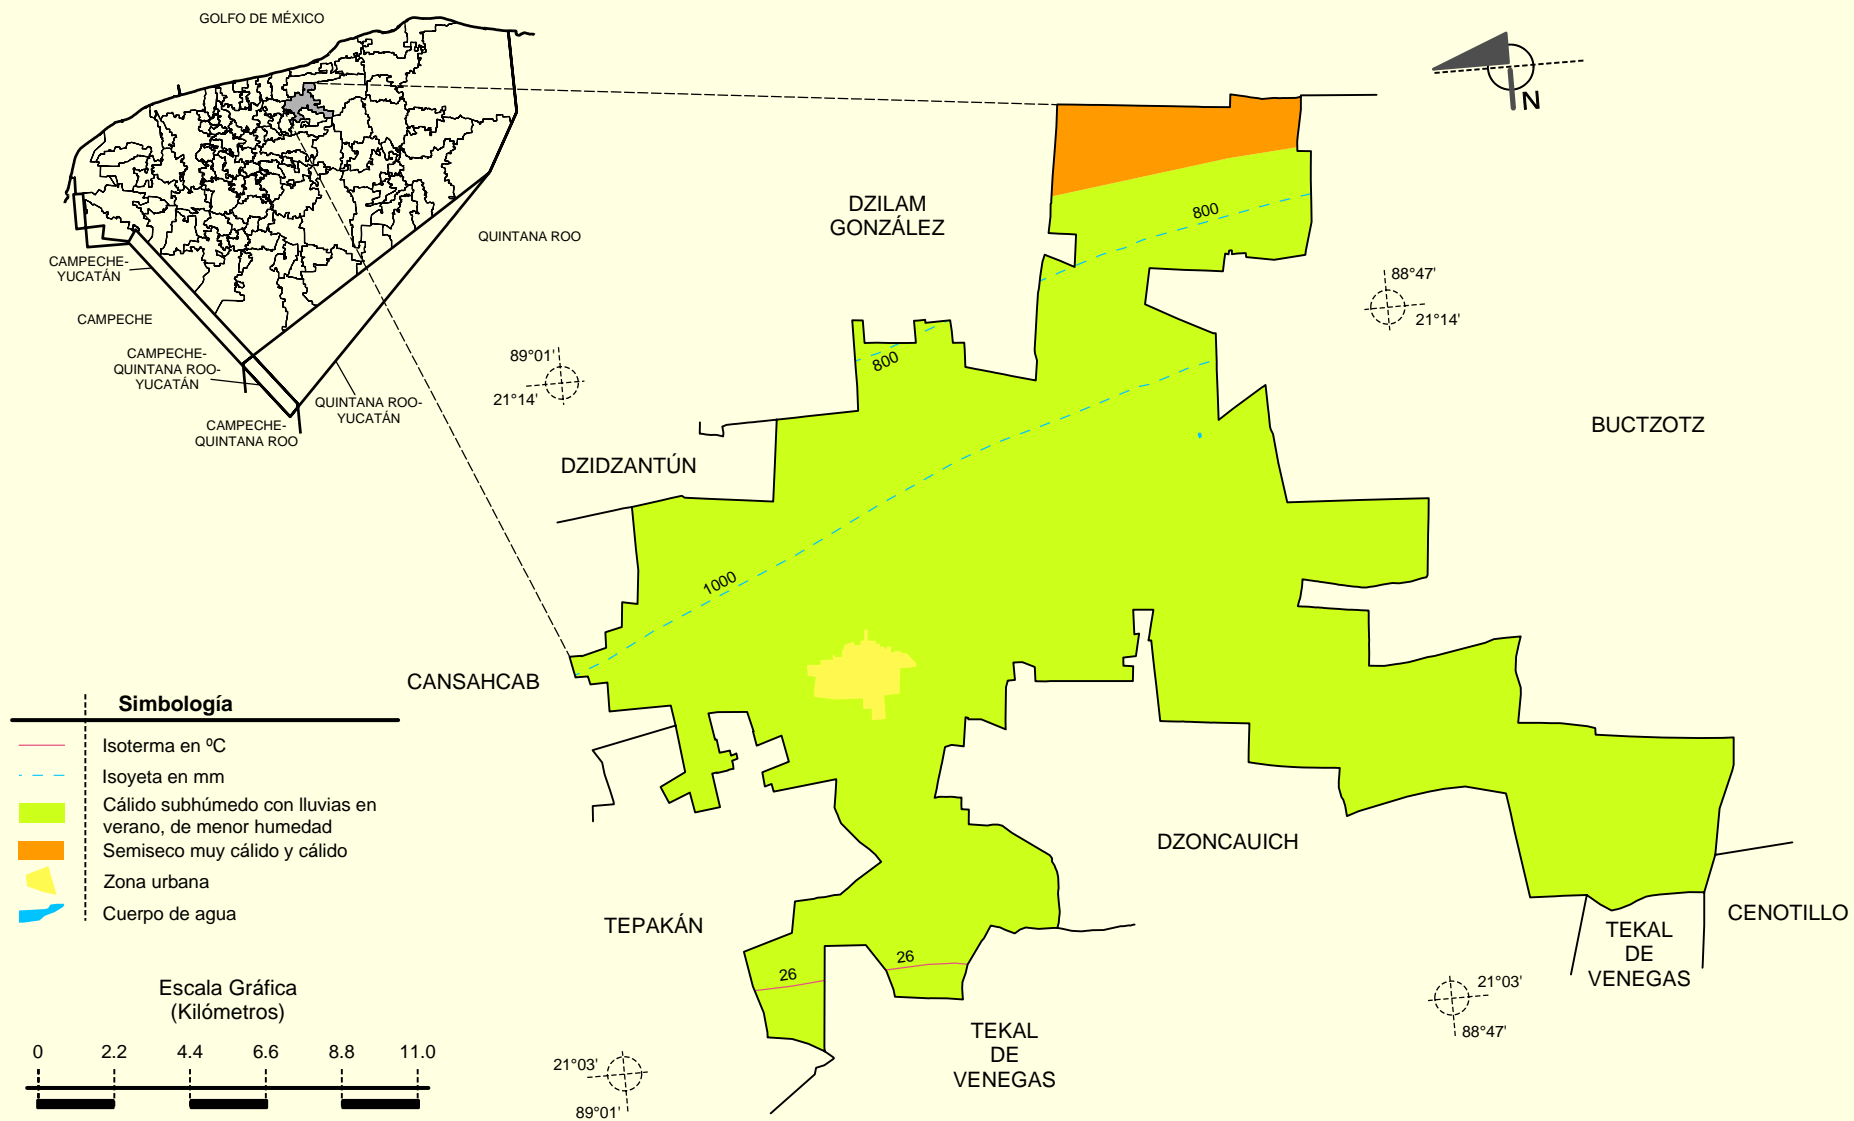 GOLFO DE MÉXICO
N
QUINTANA ROO
CAMPECHE-
YUCATÁN
CAMPECHE
CAMPECHE-
QUINTANA ROO-
YUCATÁN
QUINTANA ROO-
YUCATÁN
CAMPECHE-
QUINTANA ROO
DZILAM
GONZÁLEZ
800
88°47'
21°14'
89°01'
21°14'
800
BUCTZOTZ
DZIDZANTÚN
1000
CANSAHCAB
Simbología
Isoterma en ºC
Isoyeta en mm
Cálido subhúmedo con lluvias en
verano, de menor humedad
Semiseco muy cálido y cálido
Zona urbana
Cuerpo de agua
DZONCAUICH
TEPAKÁN
CENOTILLO
TEKAL
DE
VENEGAS
26
26
21°03'
88°47'
Escala Gráfica
(Kilómetros)
0 2.2 4.4 6.6 8.8 11.0
TEKAL
DE
VENEGAS
21°03'
89°01'